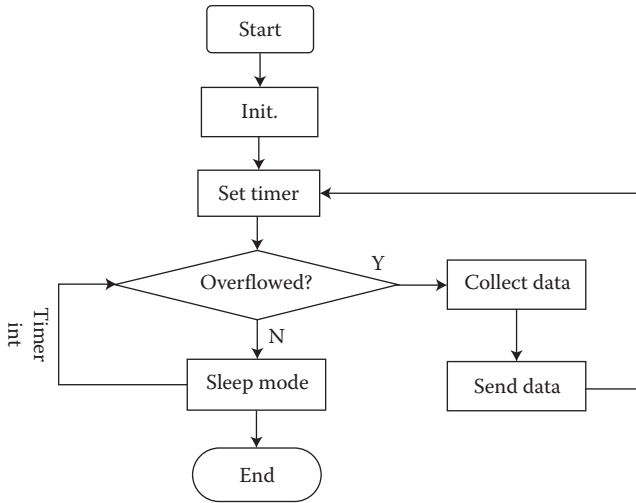 Start
Init.
Set timer
Overflowed?
Y
Collect data
Timer
int
N
Sleep mode
Send data
End